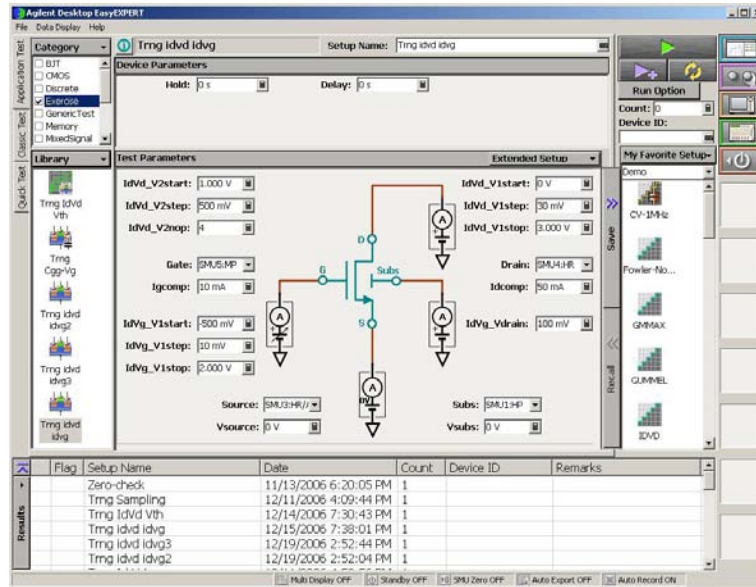 Agilent Desktop EasyEXPERT
File Data Display Help
Application Test
Classic Test
Quick Test
Category
BJT
CMOS
Discrete
Exercise
GenericTest
Memory
MixedSignal
Library
Trng IdVd Vth
Trng Cgg-Vg
Trng idvd idvg2
Trng idvd idvg3
Trng idvd idvg
Trng idvd idvg
Setup Name: Trng idvd idvg
Device Parameters
Hold: 0 s
Delay: 0 s
Test Parameters
Extended Setup
IdVd_V2start: 1.000 V
IdVd_V2step: 500 mV
IdVd_V2nop: 4
Gate: SMU5:MP
Igcomp: 10 mA
IdVg_V1start: -500 mV
IdVg_V1step: 10 mV
IdVg_V1stop: 2.000 V
Source: SMU3:HR/
Vsource: 0 V
A
D
G
Subs
S
A
A
A
0V
IdVd_V1start: 0 V
IdVd_V1step: 30 mV
IdVd_V1stop: 3.000 V
Drain: SMU4:HR
Idcomp: 50 mA
IdVg_Vdrain: 100 mV
Subs: SMU1:HP
Vsubs: 0 V
Save
Recall
Run Option
Count: 0
Device ID:
My Favorite Setup
Demo
CV-1MHz
Fowler-No...
GMMAX
GUMMEL
IDVD
Results
Flag Setup Name Date Count Device ID Remarks
Zero-check 11/13/2006 6:20:05 PM 1
Trng Sampling 12/11/2006 4:09:44 PM 1
Trng IdVd Vth 12/14/2006 7:30:43 PM 1
Trng idvd idvg 12/15/2006 7:38:01 PM 1
Trng idvd idvg3 12/19/2006 2:52:44 PM 1
Trng idvd idvg2 12/19/2006 2:52:04 PM 1
Multi Display OFF Standby OFF SMU Zero OFF Auto Export OFF Auto Record ON